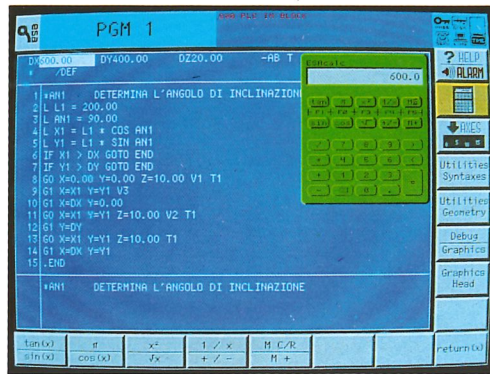 esa
PGM 1
? HELP
ALARM
DX600.00 DY400.00 DZ20.00 -AB T
* /DEF
ESAcalc
600.0
1 *AN1 DETERMINA L'ANGOLO DI INCLINAZION
2 L L1 = 200.00
3 L AN1 = 90.00
4 L X1 = L1 * COS AN1
5 L Y1 = L1 * SIN AN1
6 IF X1 > DX GOTO END
7 IF Y1 > DY GOTO END
8 G0 X=0.00 Y=0.00 Z=10.00 V1 T1
9 G1 X=X1 Y=Y1 V3
10 G1 X=DX Y=0.00
11 G0 X=X1 Y=Y1 Z=10.00 V2 T1
12 G1 Y=DY
13 G0 X=X1 Y=Y1 Z=10.00 T1
14 G1 X=DX Y=Y1
15 .END
*AN1 DETERMINA L'ANGOLO DI INCLINAZIONE
AXES
Utilities
Syntaxes
Utilities
Geometry
Debug
Graphics
Graphics
Head
tan(x) π x² 1 / x M C/R
sin(x) cos(x) √x + / - M +
return(x)